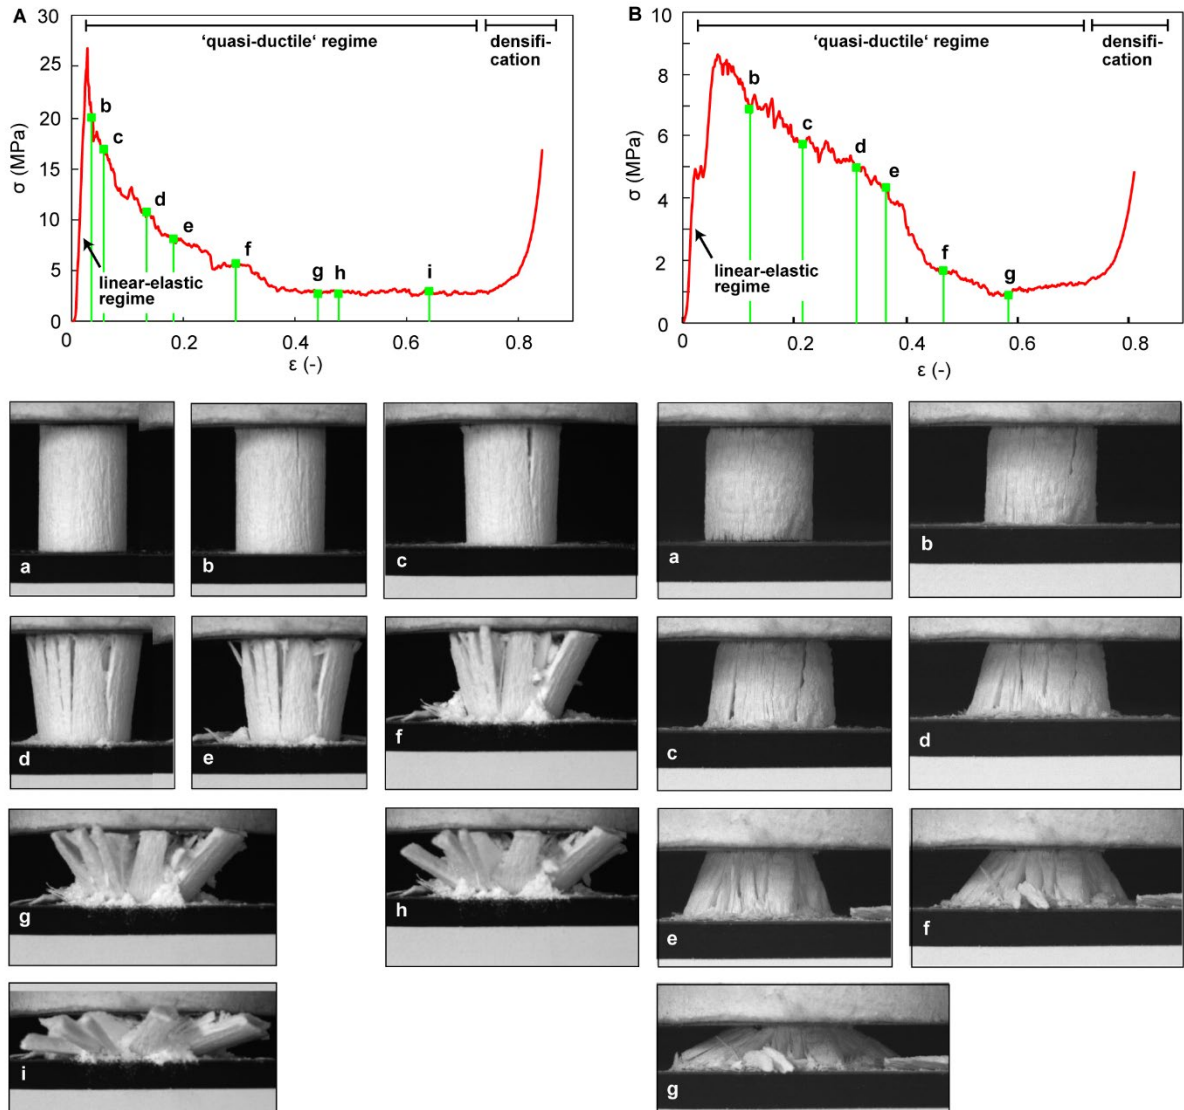 A
'quasi-ductile' regime
densifi-
cation
30
25
20
15
10
5
0
σ (MPa)
b
c
d
e
f
g
h
i
linear-elastic
regime
0
0.2
0.4
0.6
0.8
ε (-)
B
'quasi-ductile' regime
densifi-
cation
10
8
6
4
2
0
σ (MPa)
b
c
d
e
f
g
linear-elastic
regime
0
0.2
0.4
0.6
0.8
ε (-)
a
b
c
a
b
d
e
f
c
d
g
h
e
f
i
g